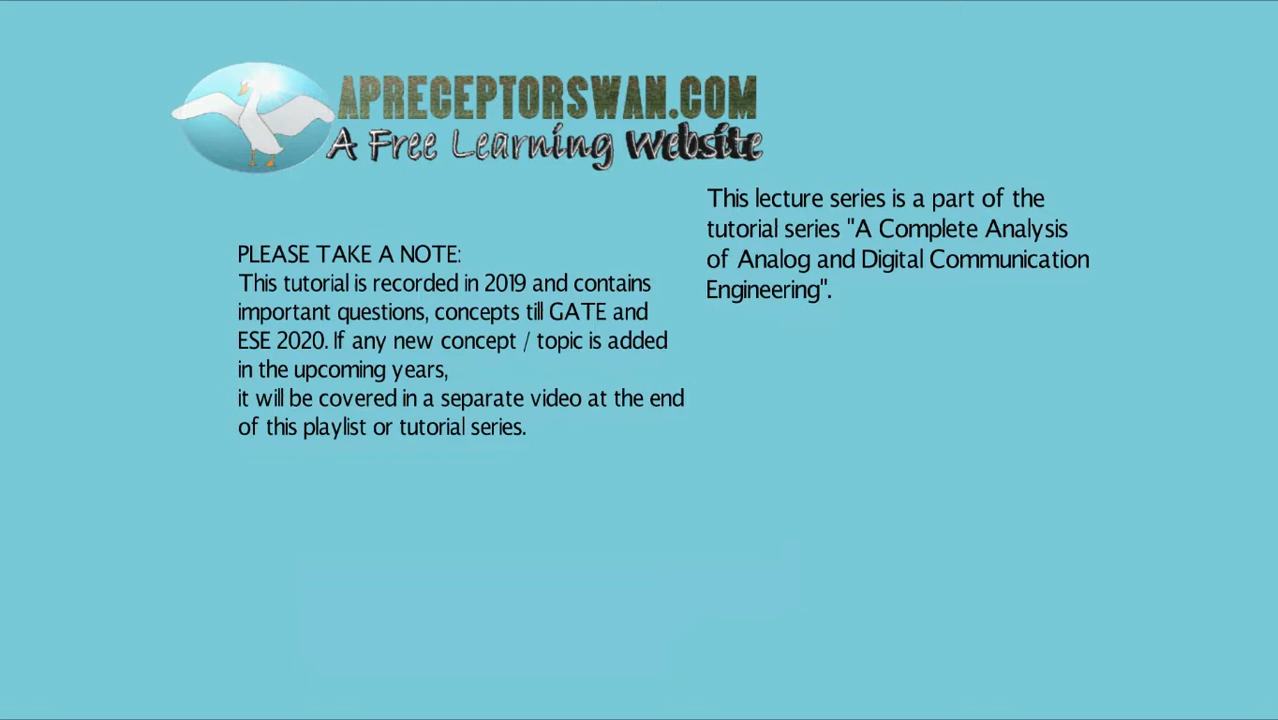 APRECEPTORSWAN.COM
A Free Learning Website
This lecture series is a part of the
tutorial series "A Complete Analysis
of Analog and Digital Communication
Engineering".
PLEASE TAKE A NOTE:
This tutorial is recorded in 2019 and contains
important questions, concepts till GATE and
ESE 2020. If any new concept / topic is added
in the upcoming years,
it will be covered in a separate video at the end
of this playlist or tutorial series.